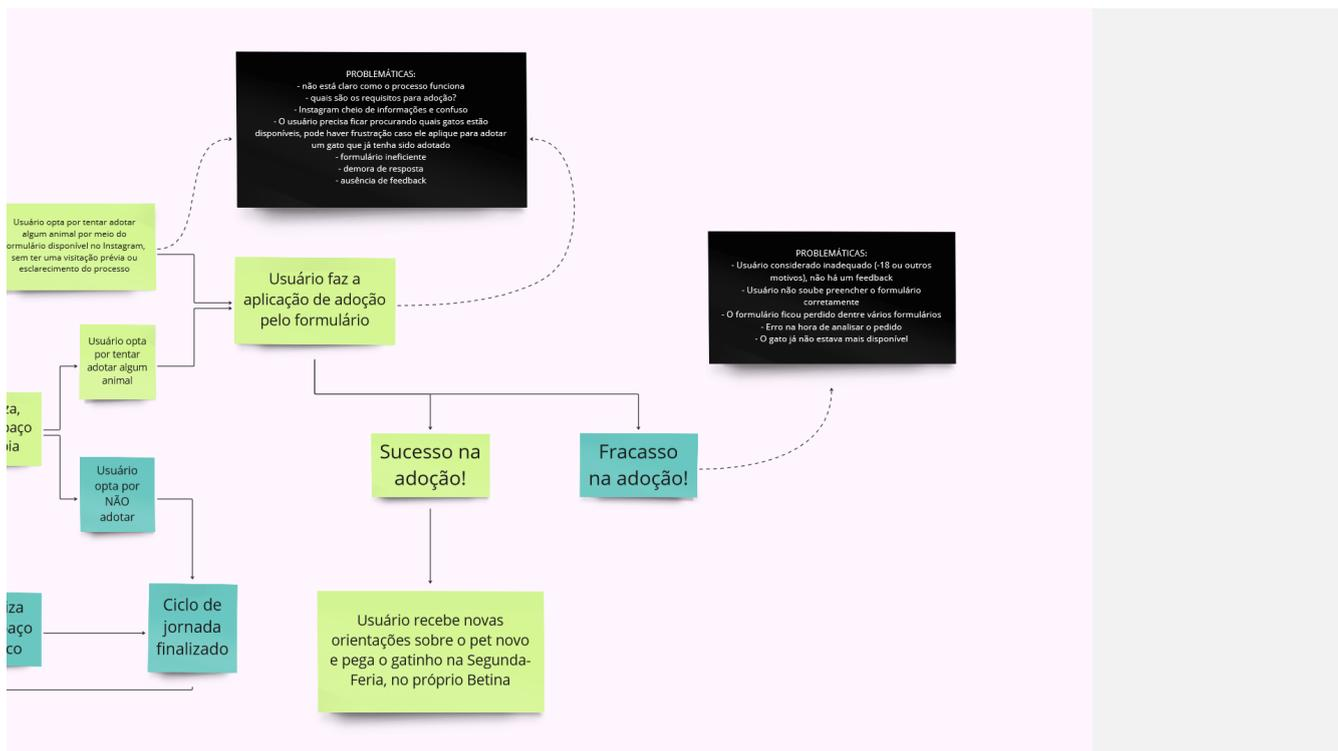 PROBLEMÁTICAS:
- não está claro como o processo funciona
- quais são os requisitos para adoção?
- Instagram cheio de informações e confuso
- O usuário precisa ficar procurando quais gatos estão
disponíveis, pode haver frustração caso ele aplique para adotar
um gato que já tenha sido adotado
- formulário ineficiente
- demora de resposta
- ausência de feedback
Usuário opta por tentar adotar
algum animal por meio do
ormulário disponível no Instagram,
sem ter uma visitação prévia ou
esclarecimento do processo
Usuário faz a
aplicação de adoção
pelo formulário
PROBLEMÁTICAS:
- Usuário considerado inadequado (-18 ou outros
motivos), não há um feedback
- Usuário não soube preencher o formulário
corretamente
- O formulário ficou perdido dentre vários formulários
- Erro na hora de analisar o pedido
- O gato já não estava mais disponível
Usuário opta
por tentar
adotar algum
animal
za,
paço
Usuário
opta por
NÃO
adotar
Sucesso na
adoção!
Fracasso
na adoção!
iza
paço
co
Ciclo de
jornada
finalizado
Usuário recebe novas
orientações sobre o pet novo
e pega o gatinho na Segunda-
Feria, no próprio Betina